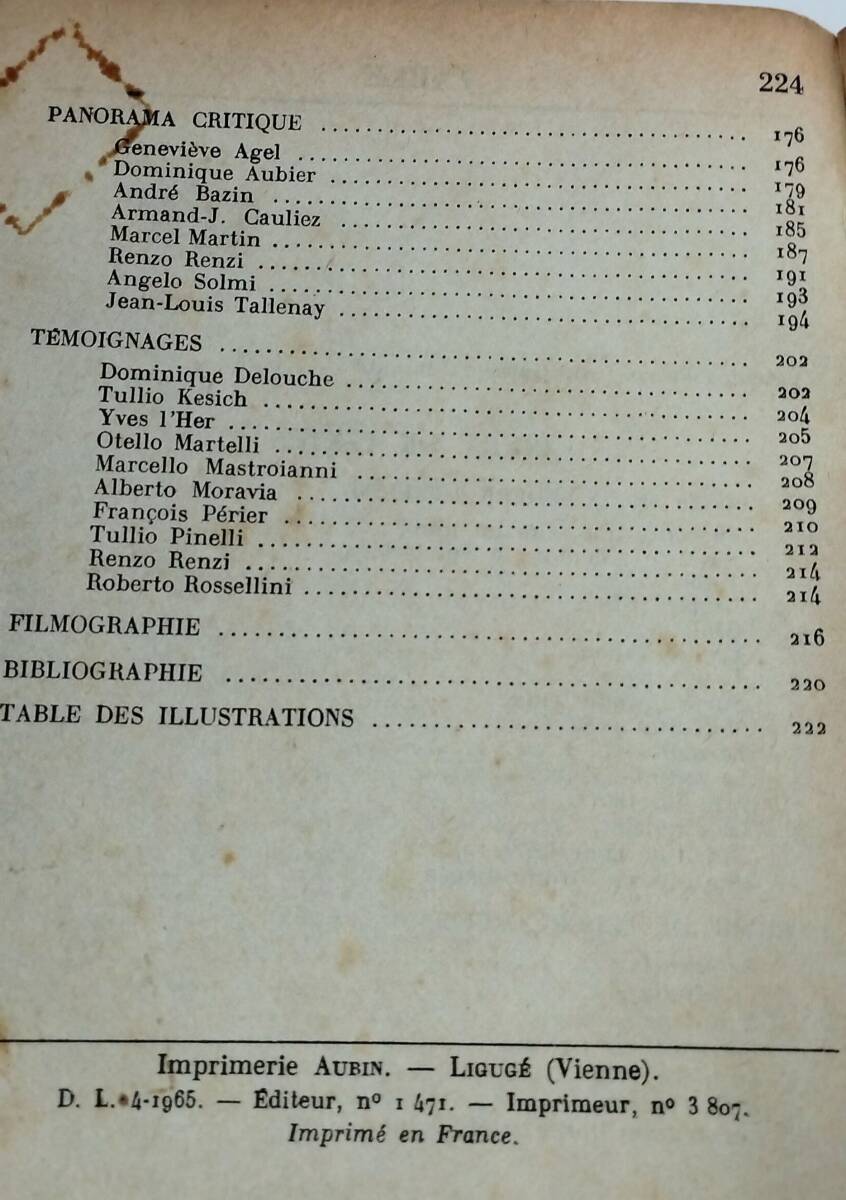 224
PANORAMA CRITIQUE .................................... 176
Geneviève Agel .................................... 176
Dominique Aubier .................................... 179
André Bazin .................................... 181
Armand-J. Cauliez .................................... 185
Marcel Martin .................................... 187
Renzo Renzi .................................... 191
Angelo Solmi .................................... 193
Jean-Louis Tallenay .................................... 194
TÉMOIGNAGES .................................... 202
Dominique Delouche .................................... 202
Tullio Kesich .................................... 204
Yves l'Her .................................... 205
Otello Martelli .................................... 207
Marcello Mastroianni .................................... 208
Alberto Moravia .................................... 209
François Périer .................................... 210
Tullio Pinelli .................................... 212
Renzo Renzi .................................... 214
Roberto Rossellini .................................... 214
FILMOGRAPHIE .................................... 216
BIBLIOGRAPHIE .................................... 220
TABLE DES ILLUSTRATIONS .................................... 222
Imprimerie AUBIN. — LIGUGÉ (Vienne).
D. L. 4-1965. — Éditeur, nº 1 471. — Imprimeur, nº 3 807.
Imprimé en France.